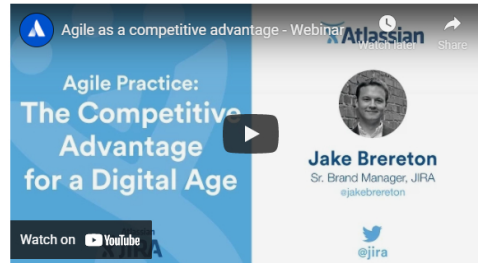 Agile as a competitive advantage - Webinar
Atlassian
Watch later
Share
Agile Practice:
The Competitive
Advantage
for a Digital Age
Jake Brereton
Sr. Brand Manager, JIRA
@jakebrereton
@jira
Watch on YouTube
JIRA